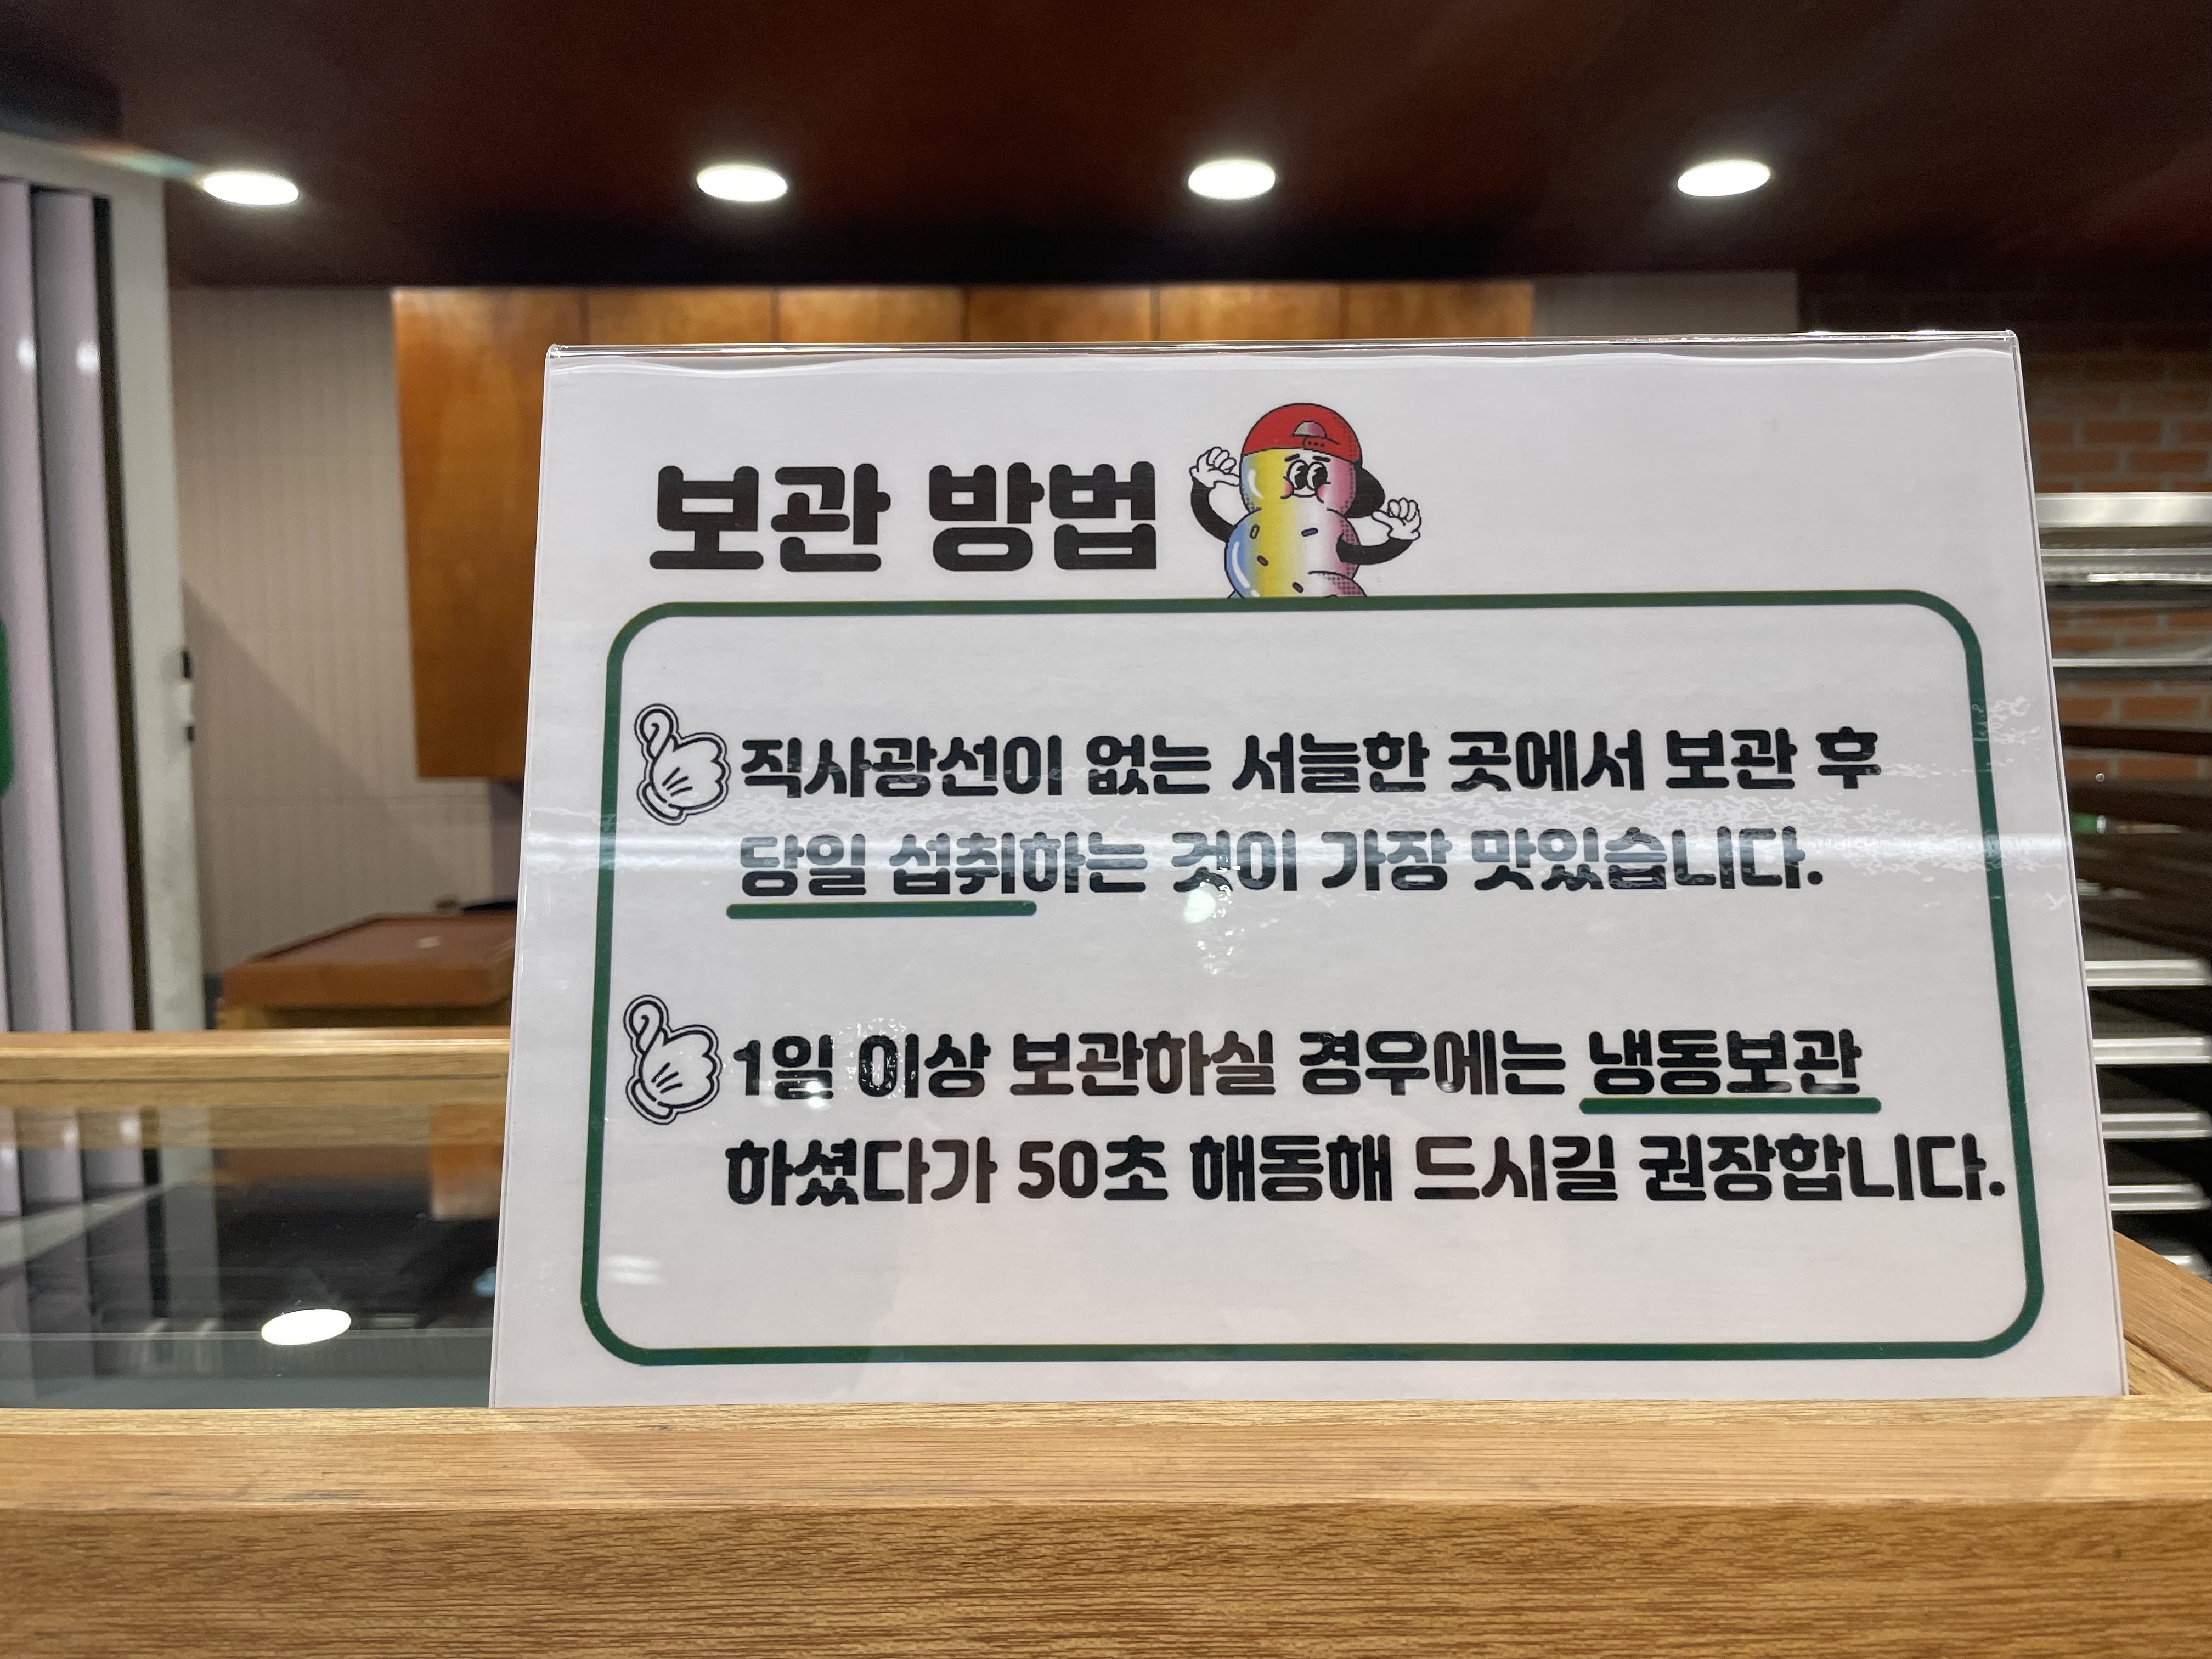 보관 방법
직사광선이 없는 서늘한 곳에서 보관 후
당일 섭취하는 것이 가장 맛있습니다.
1일 이상 보관하실 경우에는 냉동보관
하셨다가 50초 해동해 드시길 권장합니다.